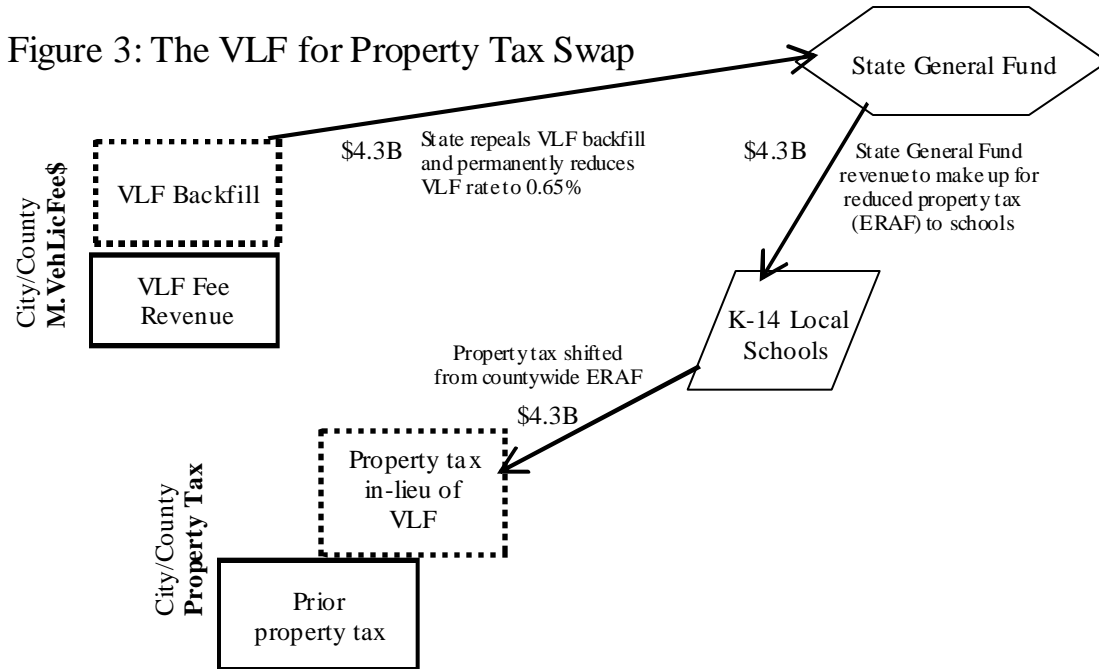 Figure 3: The VLF for Property Tax Swap
State General Fund
$4.3B
State repeals VLF backfill
and permanently reduces
VLF rate to 0.65%
$4.3B
State General Fund
revenue to make up for
reduced property tax
(ERAF) to schools
City/County
M.VehLicFee$
VLF Backfill
VLF Fee
Revenue
K-14 Local
Schools
Property tax shifted
from countywide ERAF
$4.3B
City/County
Property Tax
Property tax
in-lieu of
VLF
Prior
property tax